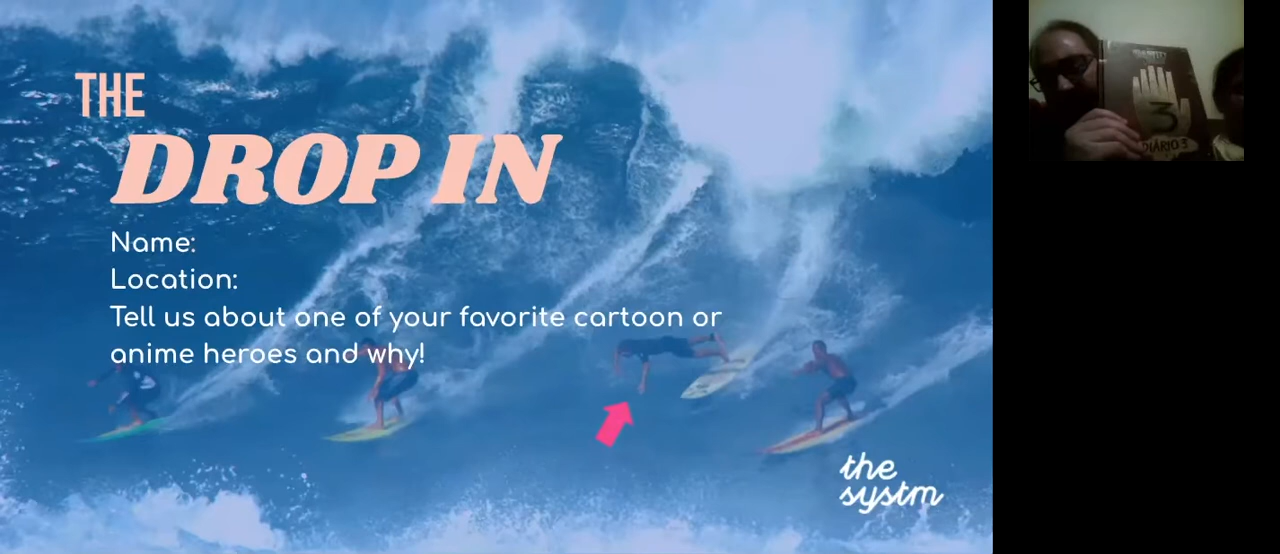 THE
DROP IN
Name:
Location:
Tell us about one of your favorite cartoon or
anime heroes and why!
the
systm
3
DIÁRIO 3